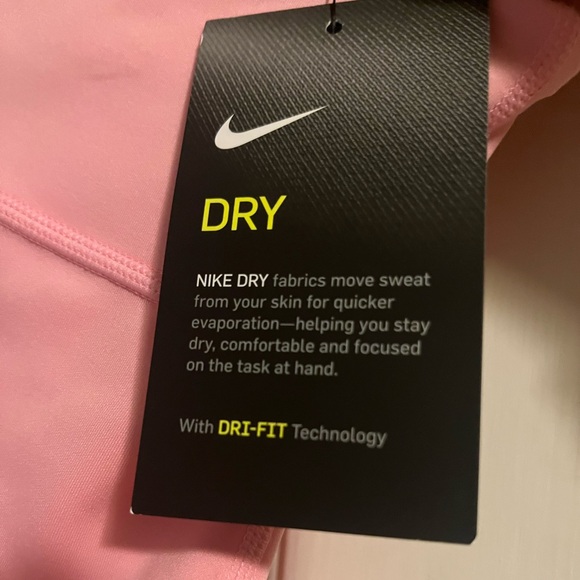 DRY
NIKE DRY fabrics move sweat
from your skin for quicker
evaporation—helping you stay
dry, comfortable and focused
on the task at hand.
With DRI-FIT Technology